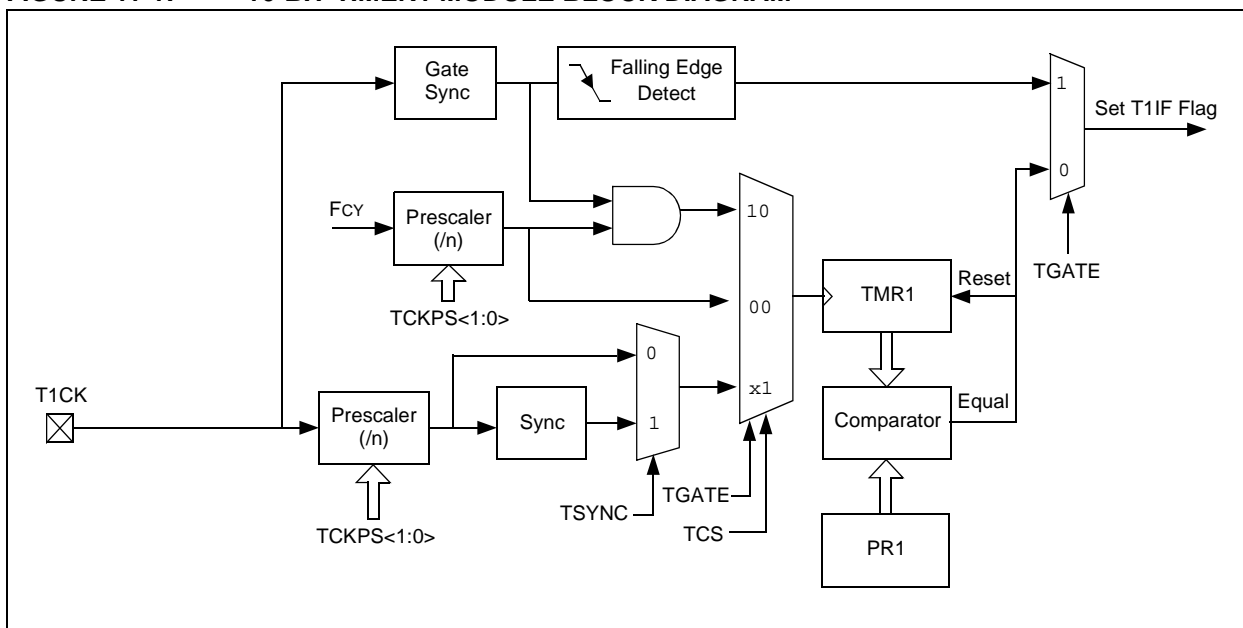 Gate
Sync
Falling Edge
Detect
1
Set T1IF Flag
0
FCY
Prescaler
(/n)
10
TGATE
TCKPS<1:0>
00
TMR1
Reset
T1CK
Prescaler
(/n)
0
Sync
1
x1
Comparator
Equal
TCKPS<1:0>
TSYNC
TGATE
TCS
PR1